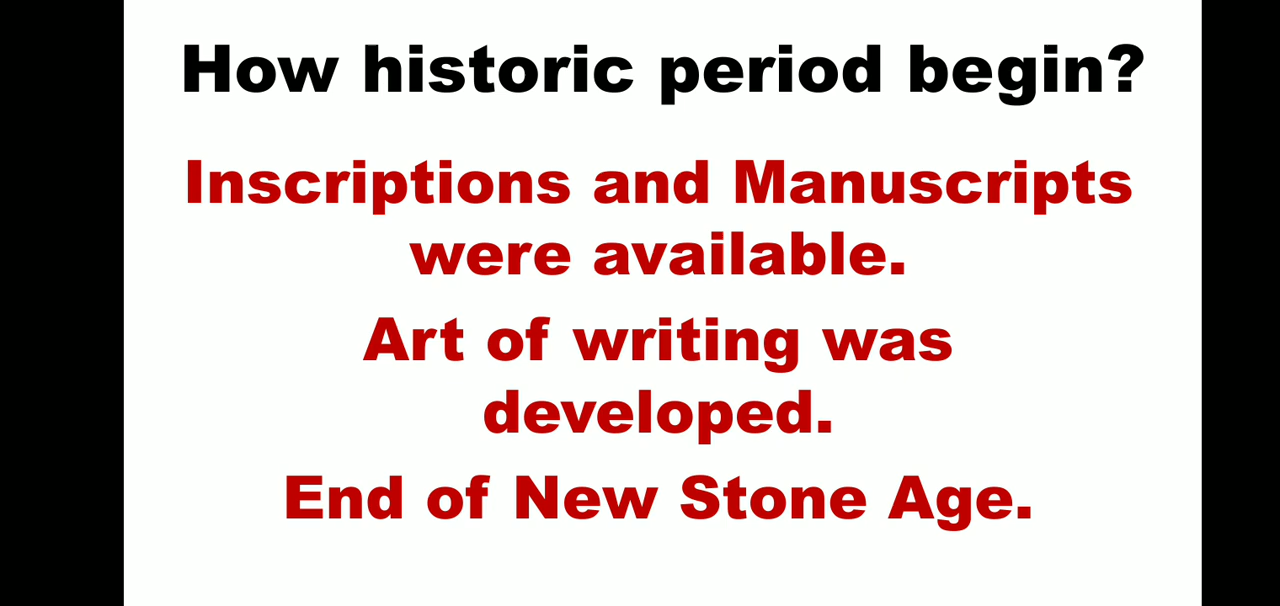 How historic period begin?
Inscriptions and Manuscripts
were available.
Art of writing was
developed.
End of New Stone Age.